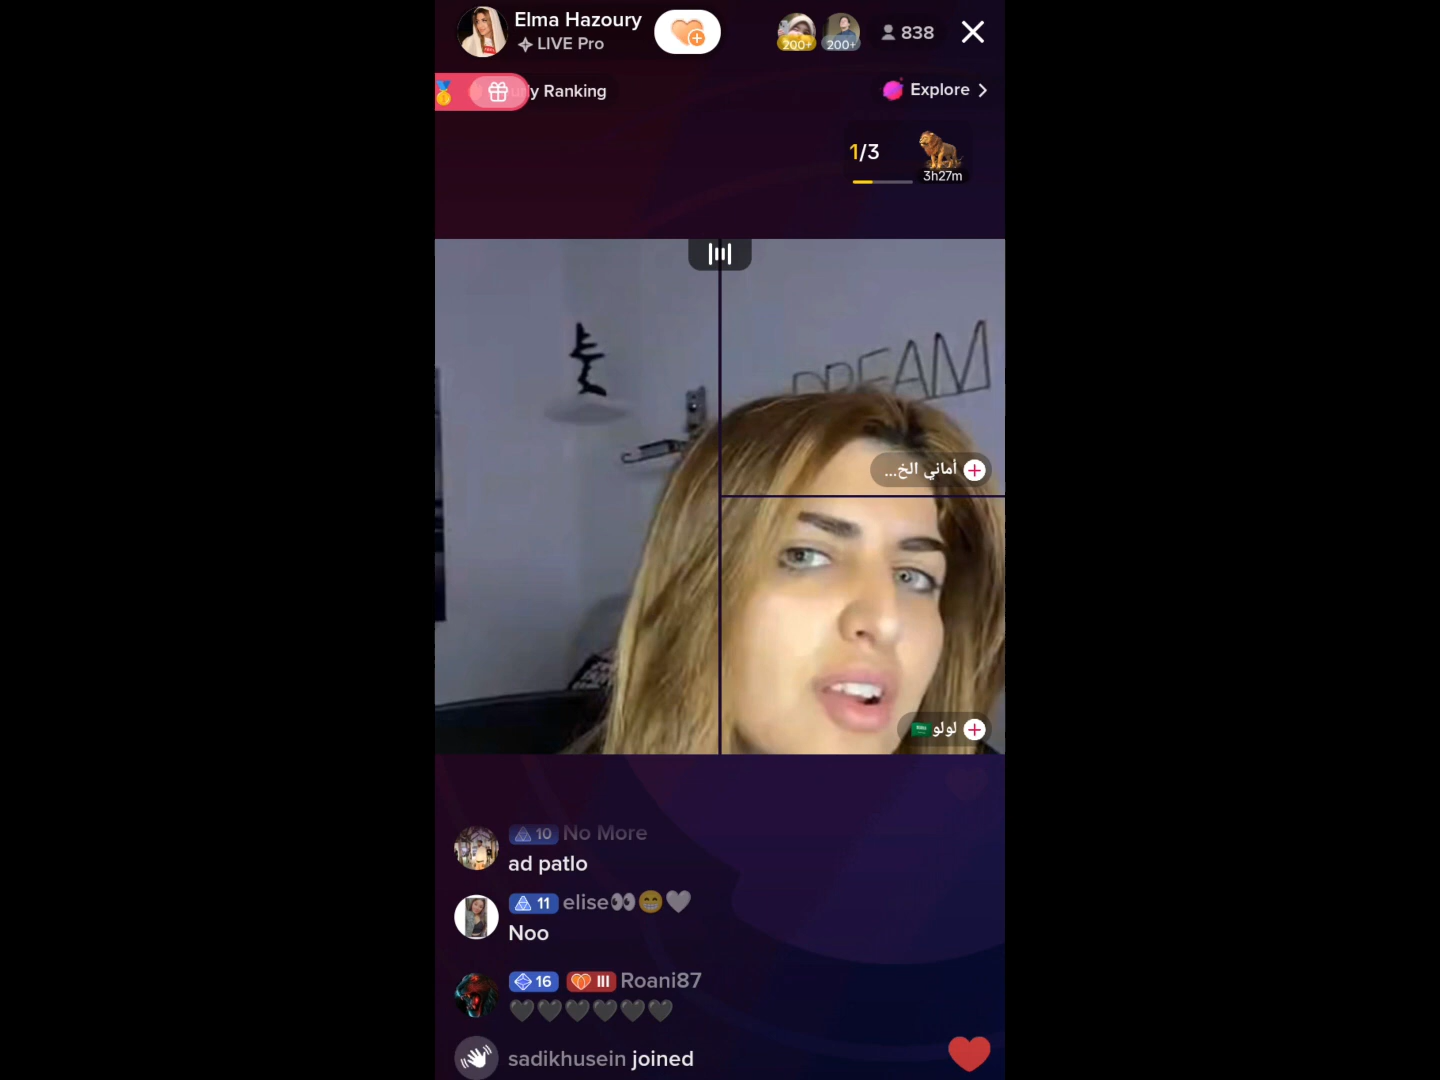 Elma Hazoury
LIVE Pro
200+
200+
838
rly Ranking
Explore
1/3
3h27m
DREAM
أماني الخ...
لولو
10 No More
ad patlo
11 elise👀😁🤍
Noo
16 III Roani87
🖤🖤🖤🖤🖤🖤
sadikhusein joined